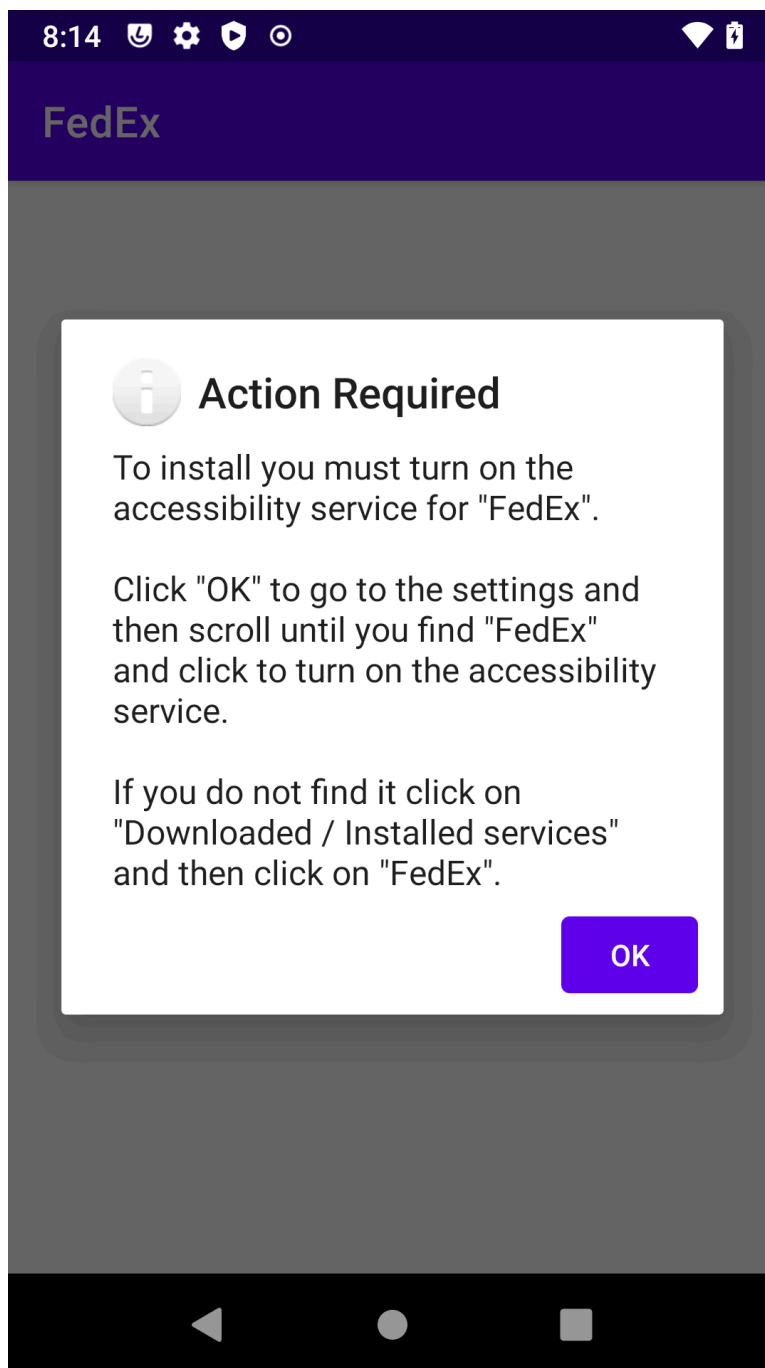 8:14
FedEx
Action Required
To install you must turn on the
accessibility service for "FedEx".
Click "OK" to go to the settings and
then scroll until you find "FedEx"
and click to turn on the accessibility
service.
If you do not find it click on
"Downloaded / Installed services"
and then click on "FedEx".
OK